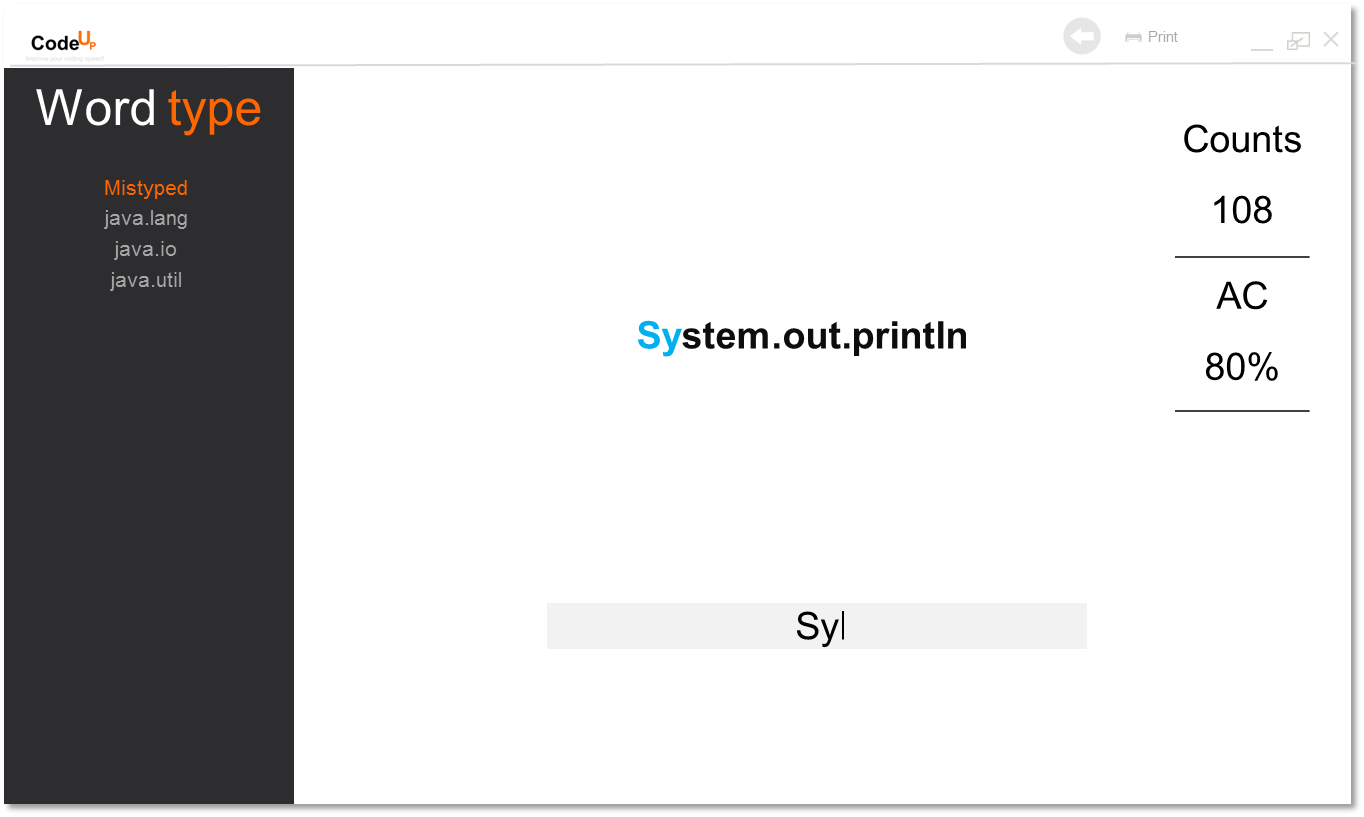 CodeUP
Improve your coding speed!!
Print
Word type
Mistyped
java.lang
java.io
java.util
Counts
108
AC
80%
System.out.println
Sy